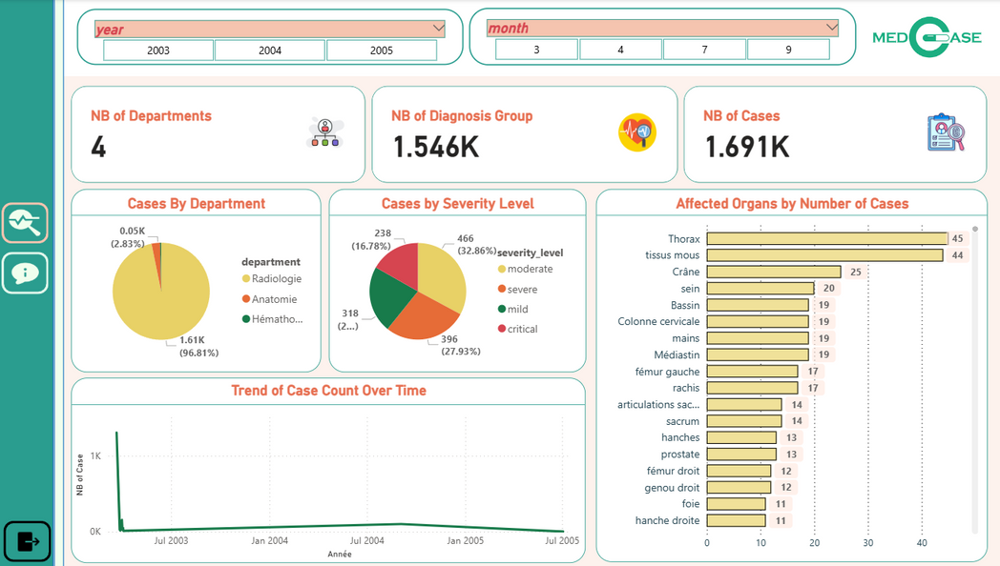 year
2003 2004 2005
month
3 4 7 9
MED CASE
NB of Departments
4
NB of Diagnosis Group
1.546K
NB of Cases
1.691K
Cases By Department
0.05K
(2.83%)
1.61K
(96.81%)
department
Radiologie
Anatomie
Hématho...
Cases by Severity Level
238
(16.78%)
466
(32.86%)
318
(2...)
396
(27.93%)
severity_level
moderate
severe
mild
critical
Affected Organs by Number of Cases
Thorax 45
tissus mous 44
Crâne 25
sein 20
Bassin 19
Colonne cervicale 19
mains 19
Médiastin 19
fémur gauche 17
rachis 17
articulations sac... 14
sacrum 14
hanches 13
prostate 13
fémur droit 12
genou droit 12
foie 11
hanche droite 11
0 10 20 30 40
Trend of Case Count Over Time
NB of Case
1K
0K
Jul 2003 Jan 2004 Jul 2004 Jan 2005 Jul 2005
Année